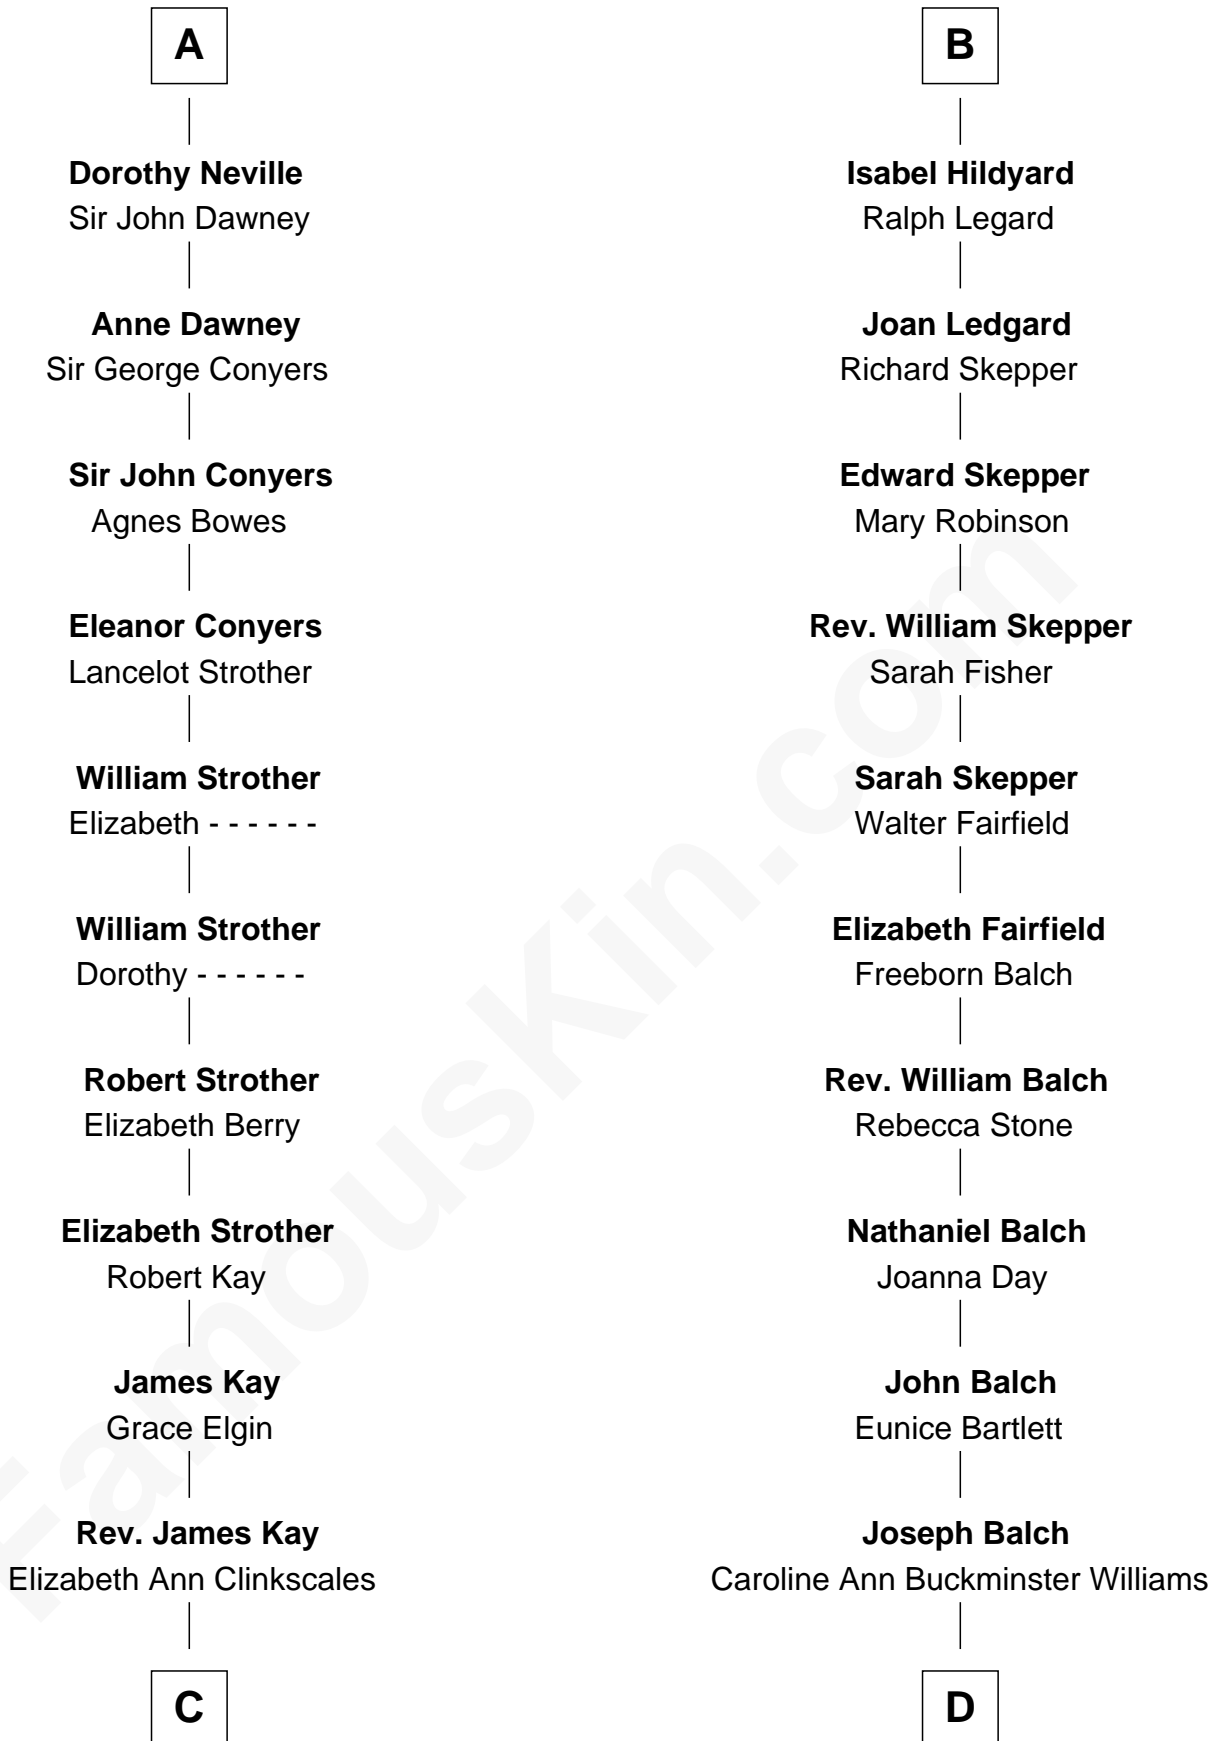 A
Dorothy Neville
Sir John Dawney
Anne Dawney
Sir George Conyers
Sir John Conyers
Agnes Bowes
Eleanor Conyers
Lancelot Strother
William Strother
Elizabeth - - - - - -
William Strother
Dorothy - - - - - -
Robert Strother
Elizabeth Berry
Elizabeth Strother
Robert Kay
James Kay
Grace Elgin
Rev. James Kay
Elizabeth Ann Clinkscales
C
B
Isabel Hildyard
Ralph Legard
Joan Ledgard
Richard Skepper
Edward Skepper
Mary Robinson
Rev. William Skepper
Sarah Fisher
Sarah Skepper
Walter Fairfield
Elizabeth Fairfield
Freeborn Balch
Rev. William Balch
Rebecca Stone
Nathaniel Balch
Joanna Day
John Balch
Eunice Bartlett
Joseph Balch
Caroline Ann Buckminster Williams
D
FamousKin.com